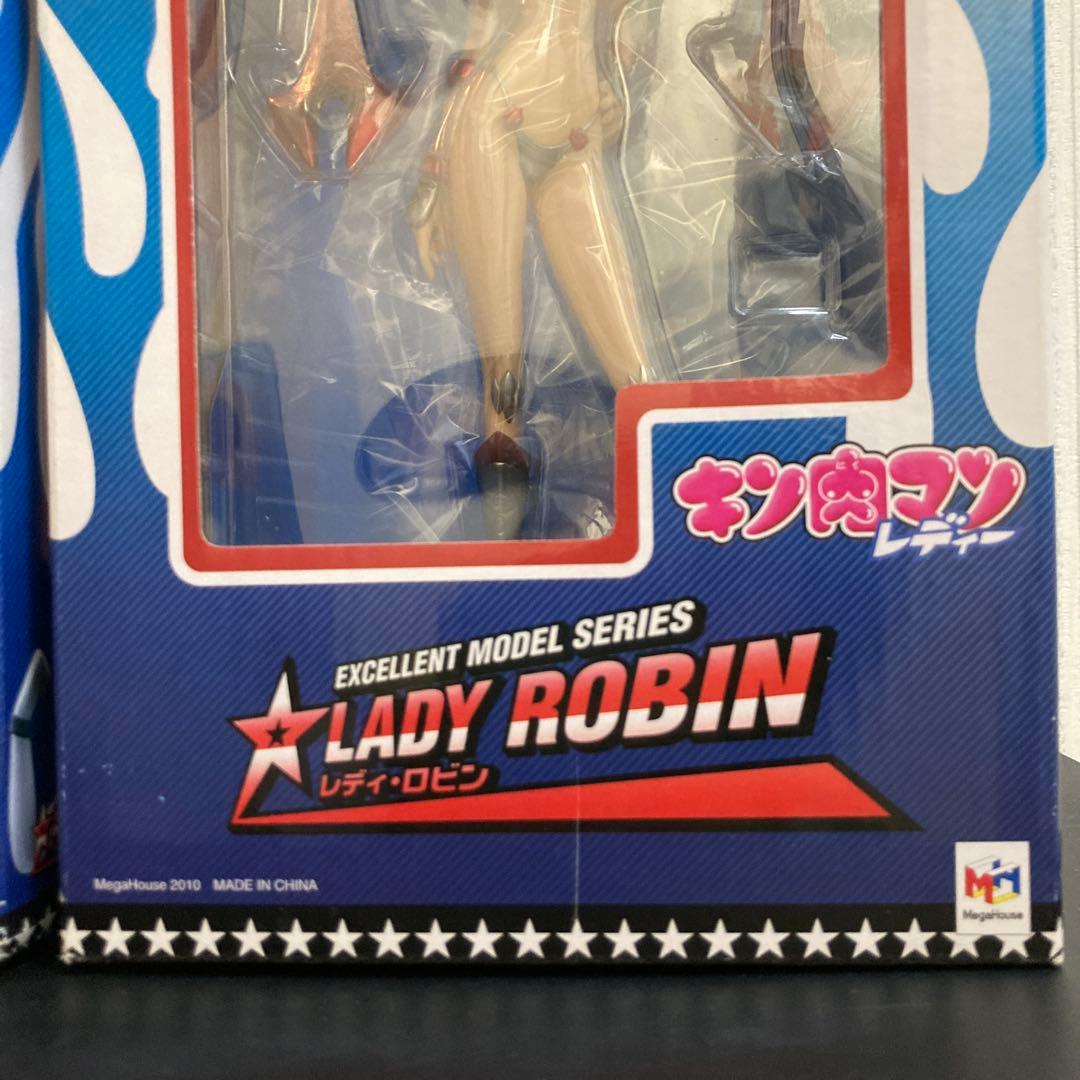 キン肉マン
レディー
EXCELLENT MODEL SERIES
LADY ROBIN
レディ・ロビン
MegaHouse 2010 MADE IN CHINA
MH
MegaHouse